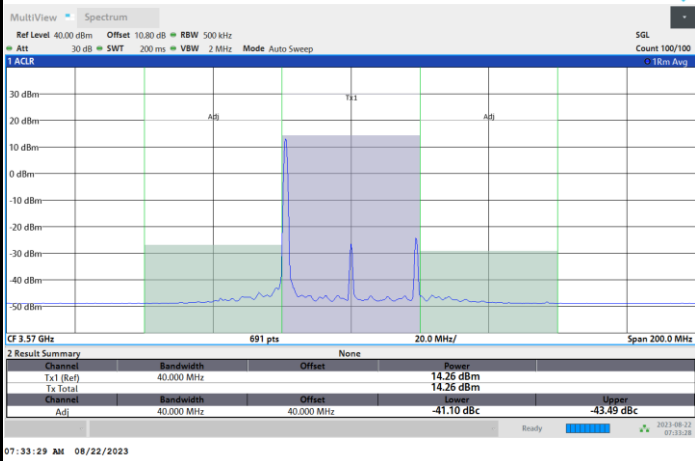 MultiView Spectrum
Ref Level 40.00 dBm Offset 10.80 dB RBW 500 kHz SGL
Att 30 dB SWT 200 ms VBW 2 MHz Mode Auto Sweep Count 100/100
1 ACLR 1Rm Avg
30 dBm
Tx1
20 dBm Adj Adj
10 dBm
0 dBm
-10 dBm
-20 dBm
-30 dBm
-40 dBm
-50 dBm
CF 3.57 GHz 691 pts 20.0 MHz/ Span 200.0 MHz
2 Result Summary None
Channel Bandwidth Offset Power
Tx1 (Ref) 40.000 MHz 14.26 dBm
Tx Total 14.26 dBm
Channel Bandwidth Offset Lower Upper
Adj 40.000 MHz 40.000 MHz -41.10 dBc -43.49 dBc
Ready 2023-08-22
07:33:28
07:33:29 AM 08/22/2023